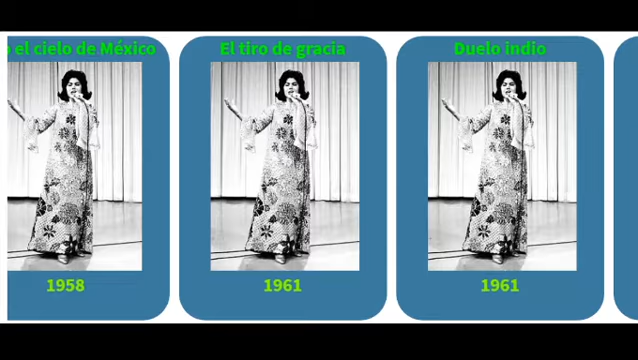 el cielo de México
El tiro de gracia
Duelo indio
1958
1961
1961